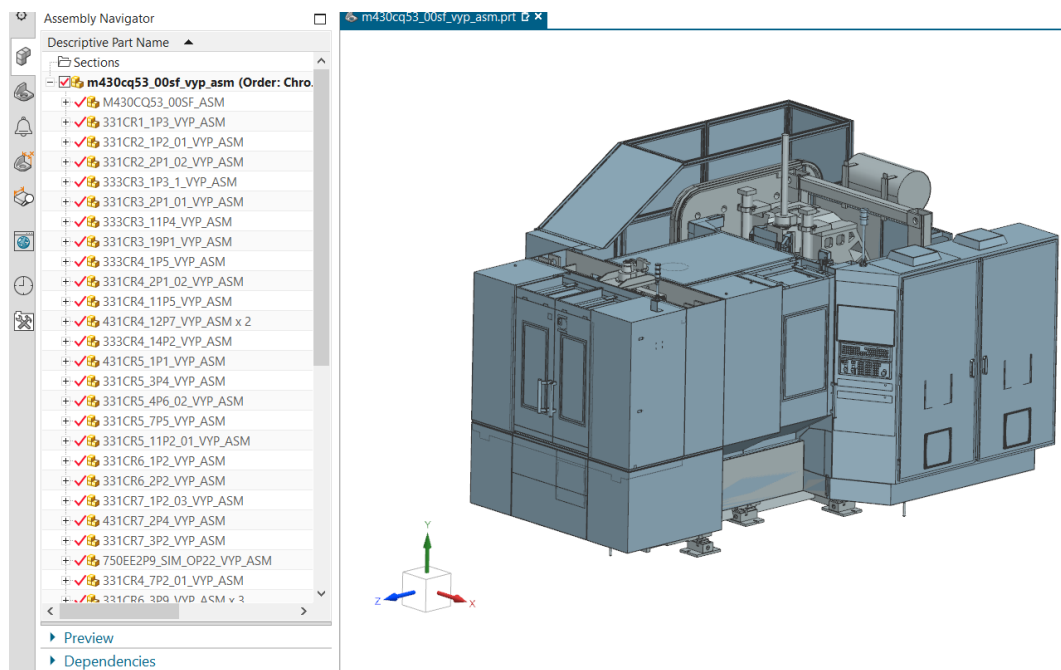 Assembly Navigator
m430cq53_00sf_vyp_asm.prt
Descriptive Part Name
Sections
m430cq53_00sf_vyp_asm (Order: Chro.
M430CQ53_00SF_ASM
331CR1_1P3_VYP_ASM
331CR2_1P2_01_VYP_ASM
331CR2_2P1_02_VYP_ASM
333CR3_1P3_1_VYP_ASM
331CR3_2P1_01_VYP_ASM
333CR3_11P4_VYP_ASM
331CR3_19P1_VYP_ASM
333CR4_1P5_VYP_ASM
331CR4_2P1_02_VYP_ASM
331CR4_11P5_VYP_ASM
431CR4_12P7_VYP_ASM x 2
333CR4_14P2_VYP_ASM
431CR5_1P1_VYP_ASM
331CR5_3P4_VYP_ASM
331CR5_4P6_02_VYP_ASM
331CR5_7P5_VYP_ASM
331CR5_11P2_01_VYP_ASM
331CR6_1P2_VYP_ASM
331CR6_2P2_VYP_ASM
331CR7_1P2_03_VYP_ASM
431CR7_2P4_VYP_ASM
331CR7_3P2_VYP_ASM
750EE2P9_SIM_OP22_VYP_ASM
331CR4_7P2_01_VYP_ASM
331CR6_3P9_VYP_ASM x 3
Preview
Dependencies
Y
Z
X